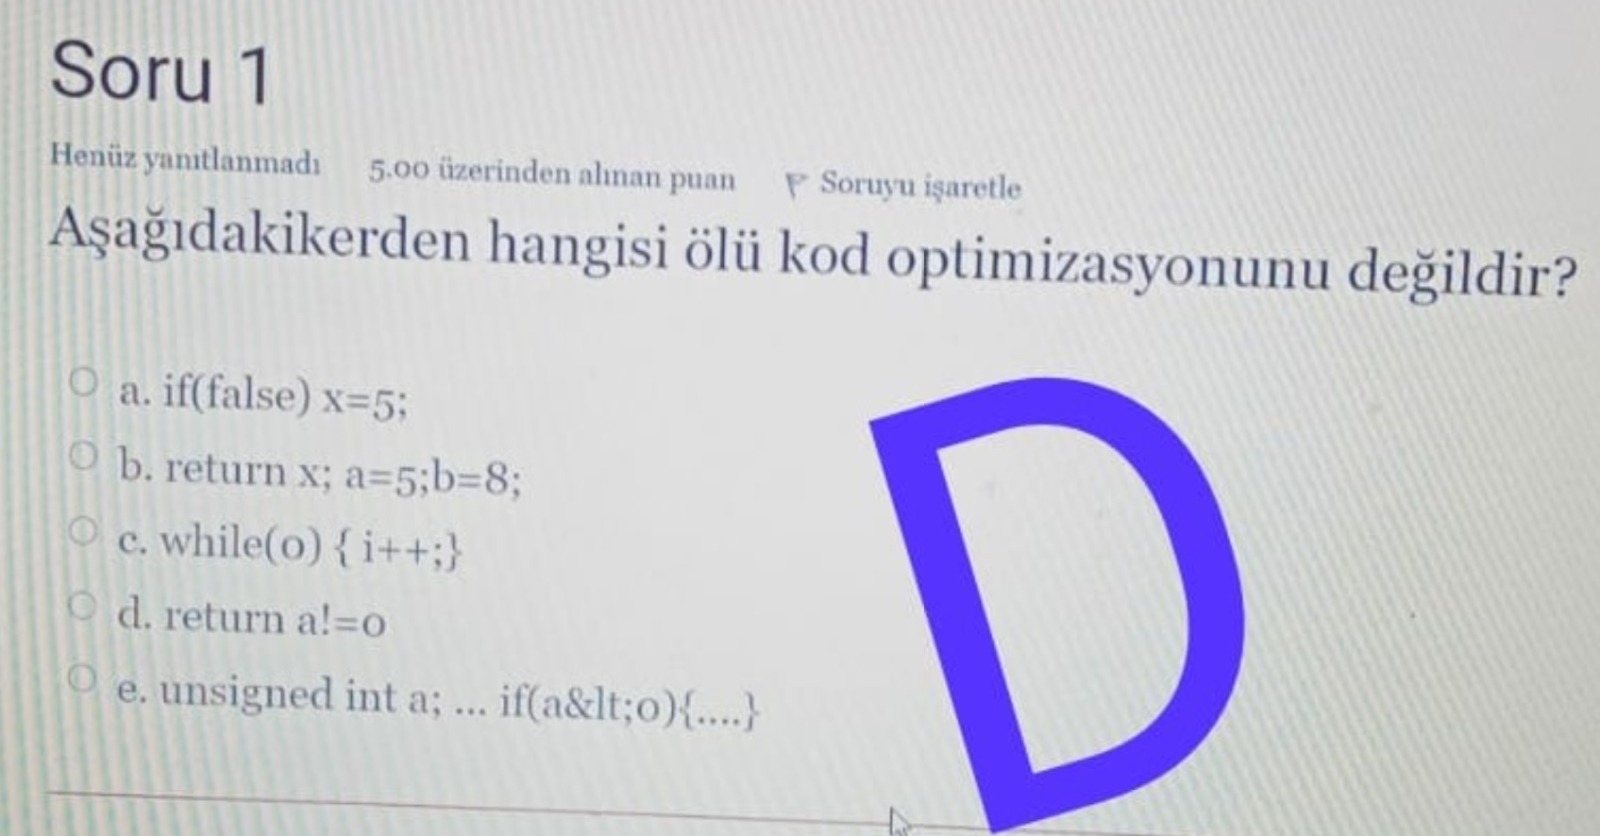 Soru 1
Henüz yanıtlanmadı 5.00 üzerinden alınan puan Soruyu işaretle
Aşağıdakikerden hangisi ölü kod optimizasyonunu değildir?
a. if(false) x=5;
b. return x; a=5;b=8;
c. while(0) { i++;}
d. return a!=0
e. unsigned int a; ... if(a&lt;0){....}
D